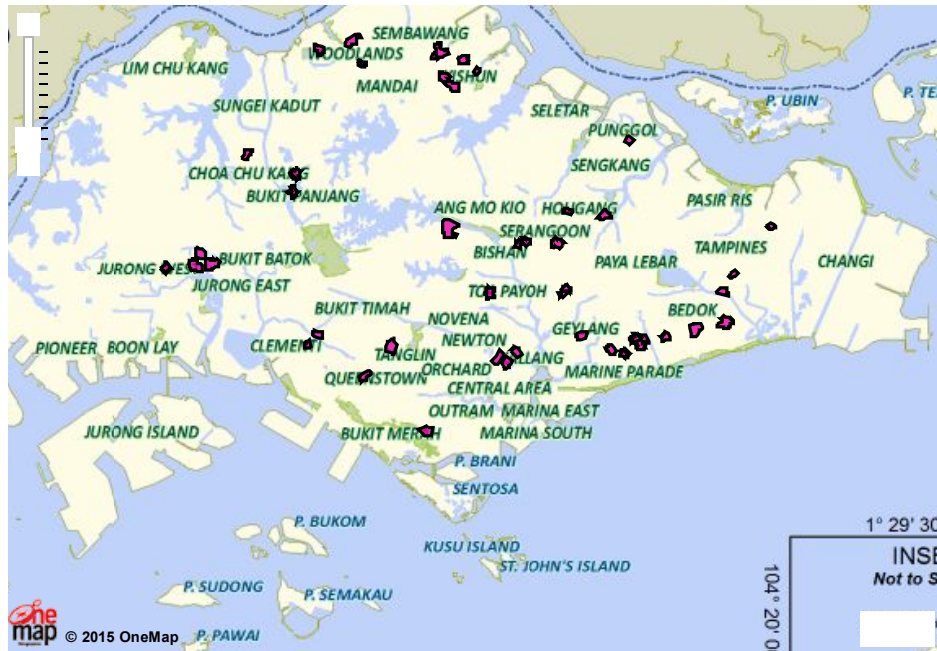 SEMBAWANG
WOODLANDS
LIM CHU KANG
MANDAI
YISHUN
SUNGEI KADUT
SELETAR
P. UBIN
PUNGGOL
SENGKANG
CHOA CHU KANG
BUKIT PANJANG
PASIR RIS
ANG MO KIO
HOUGANG
SERANGOON
BISHAN
TAMPINES
PAYA LEBAR
CHANGI
BUKIT BATOK
JURONG WEST
JURONG EAST
TOA PAYOH
BUKIT TIMAH
BEDOK
NOVENA
GEYLANG
NEWTON
CLEMENTI
PIONEER
BOON LAY
TANGLIN
ORCHARD
MARINE PARADE
QUEENSTOWN
CENTRAL AREA
OUTRAM
MARINA EAST
JURONG ISLAND
BUKIT MERAH
MARINA SOUTH
P. BRANI
SENTOSA
P. BUKOM
1° 29' 30
KUSU ISLAND
INSE
ST. JOHN'S ISLAND
Not to S
P. SUDONG
P. SEMAKAU
104° 20' 0
one
map
© 2015 OneMap
P. PAWAI